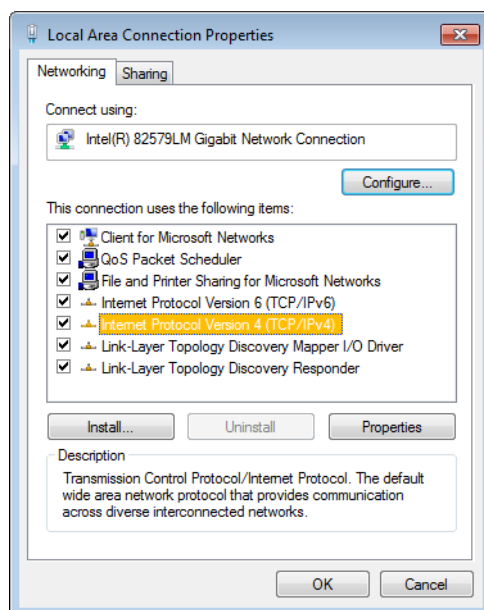 Local Area Connection Properties
Networking
Sharing
Connect using:
Intel(R) 82579LM Gigabit Network Connection
Configure...
This connection uses the following items:
Client for Microsoft Networks
QoS Packet Scheduler
File and Printer Sharing for Microsoft Networks
Internet Protocol Version 6 (TCP/IPv6)
Internet Protocol Version 4 (TCP/IPv4)
Link-Layer Topology Discovery Mapper I/O Driver
Link-Layer Topology Discovery Responder
Install...
Uninstall
Properties
Description
Transmission Control Protocol/Internet Protocol. The default
wide area network protocol that provides communication
across diverse interconnected networks.
OK
Cancel